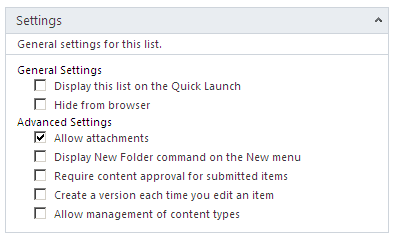 Settings
General settings for this list.
General Settings
Display this list on the Quick Launch
Hide from browser
Advanced Settings
Allow attachments
Display New Folder command on the New menu
Require content approval for submitted items
Create a version each time you edit an item
Allow management of content types